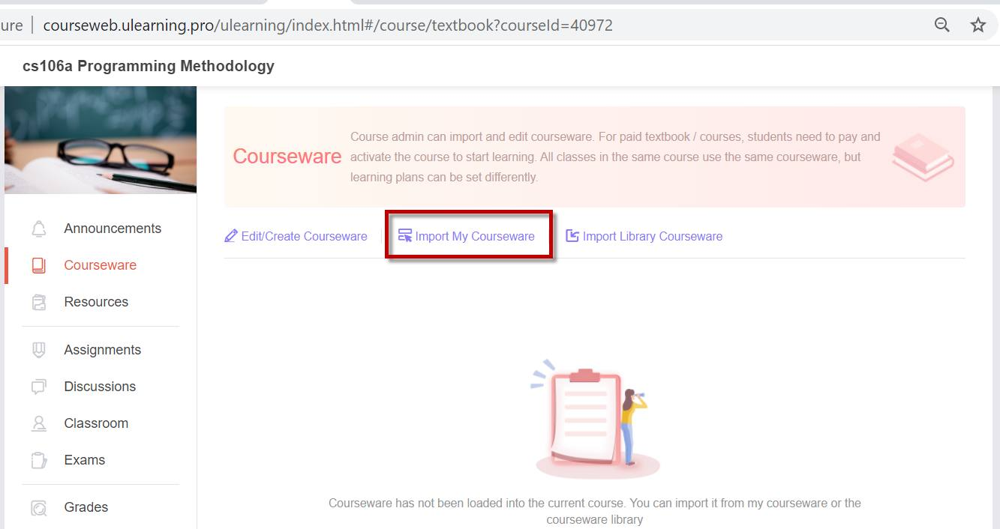 ure
courseweb.ulearning.pro/ulearning/index.html#/course/textbook?courseId=40972
cs106a Programming Methodology
Announcements
Courseware
Resources
Assignments
Discussions
Classroom
Exams
Grades
Courseware
Course admin can import and edit courseware. For paid textbook / courses, students need to pay and
activate the course to start learning. All classes in the same course use the same courseware, but
learning plans can be set differently.
Edit/Create Courseware
Import My Courseware
Import Library Courseware
Courseware has not been loaded into the current course. You can import it from my courseware or the
courseware library